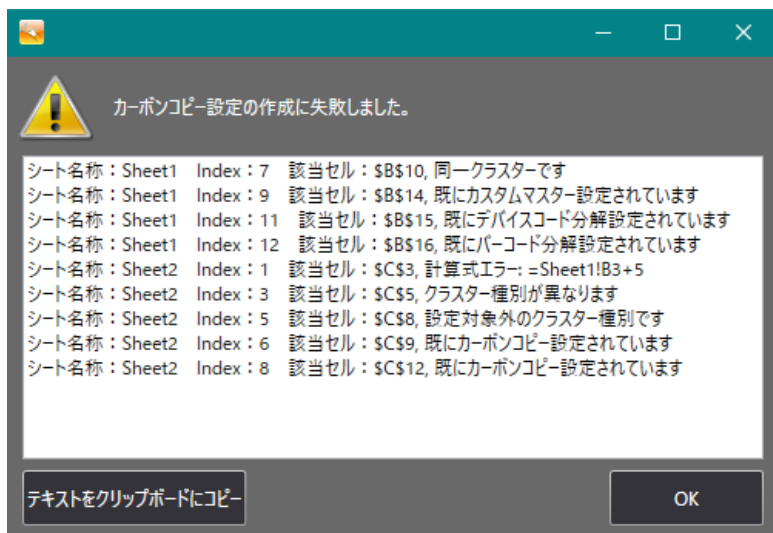 カーボンコピー設定の作成に失敗しました。
シート名称：Sheet1　Index：7　該当セル：$B$10, 同一クラスターです
シート名称：Sheet1　Index：9　該当セル：$B$14, 既にカスタムマスター設定されています
シート名称：Sheet1　Index：11　該当セル：$B$15, 既にデバイスコード分解設定されています
シート名称：Sheet1　Index：12　該当セル：$B$16, 既にバーコード分解設定されています
シート名称：Sheet2　Index：1　該当セル：$C$3, 計算式エラー: =Sheet1!B3+5
シート名称：Sheet2　Index：3　該当セル：$C$5, クラスター種別が異なります
シート名称：Sheet2　Index：5　該当セル：$C$8, 設定対象外のクラスター種別です
シート名称：Sheet2　Index：6　該当セル：$C$9, 既にカーボンコピー設定されています
シート名称：Sheet2　Index：8　該当セル：$C$12, 既にカーボンコピー設定されています
テキストをクリップボードにコピー
OK